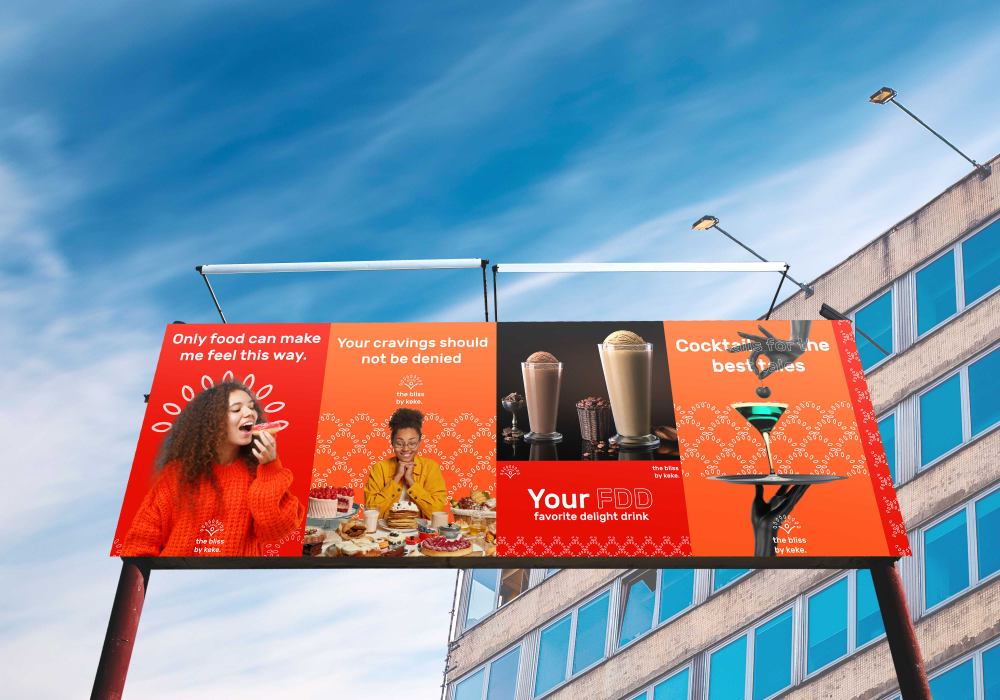 Only food can make
me feel this way.
the bliss
by keke.
Your cravings should
not be denied
the bliss
by keke.
the bliss
by keke.
Your FDD
favorite delight drink
Cocktails for the
best tales
the bliss
by keke.